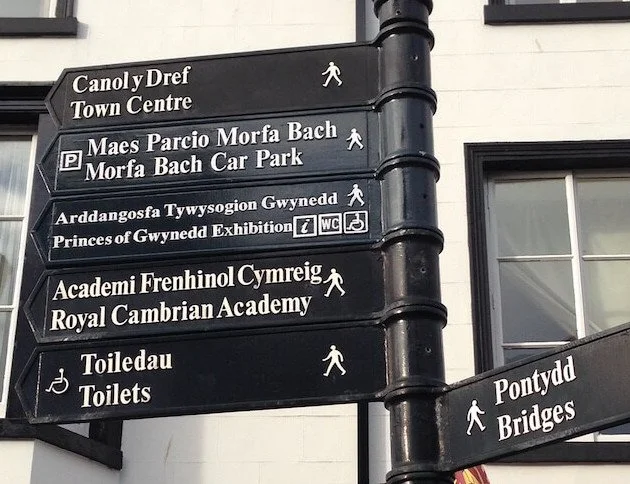 Canol y Dref
Town Centre
P
Maes Parcio Morfa Bach
Morfa Bach Car Park
Arddangosfa Tywysogion Gwynedd
Princes of Gwynedd Exhibition i WC
Academi Frenhinol Cymreig
Royal Cambrian Academy
Toiledau
Toilets
Pontydd
Bridges